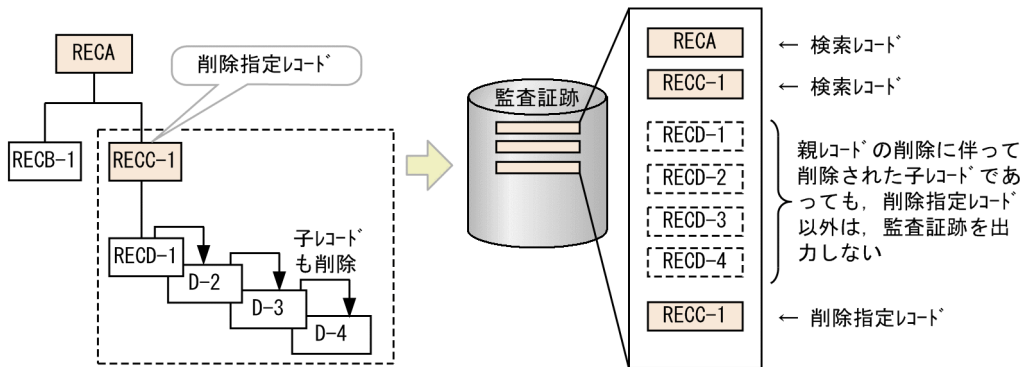 RECA
削除指定ﾚｺｰﾄﾞ
RECB-1
RECC-1
RECD-1
D-2
D-3
D-4
子ﾚｺｰﾄﾞ
も削除
監査証跡
RECA
← 検索ﾚｺｰﾄﾞ
RECC-1
← 検索ﾚｺｰﾄﾞ
RECD-1
RECD-2
RECD-3
RECD-4
親ﾚｺｰﾄﾞの削除に伴って
削除された子ﾚｺｰﾄﾞであ
っても，削除指定ﾚｺｰﾄﾞ
以外は，監査証跡を出
力しない
RECC-1
← 削除指定ﾚｺｰﾄﾞ